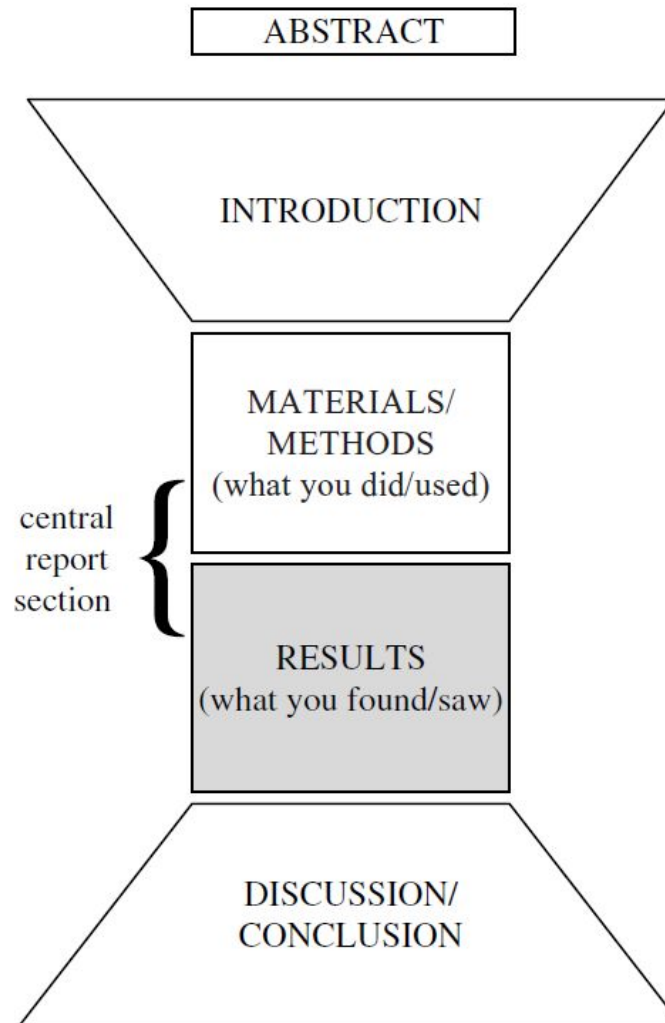 ABSTRACT
INTRODUCTION
MATERIALS/
METHODS
(what you did/used)
central
report
section
RESULTS
(what you found/saw)
DISCUSSION/
CONCLUSION